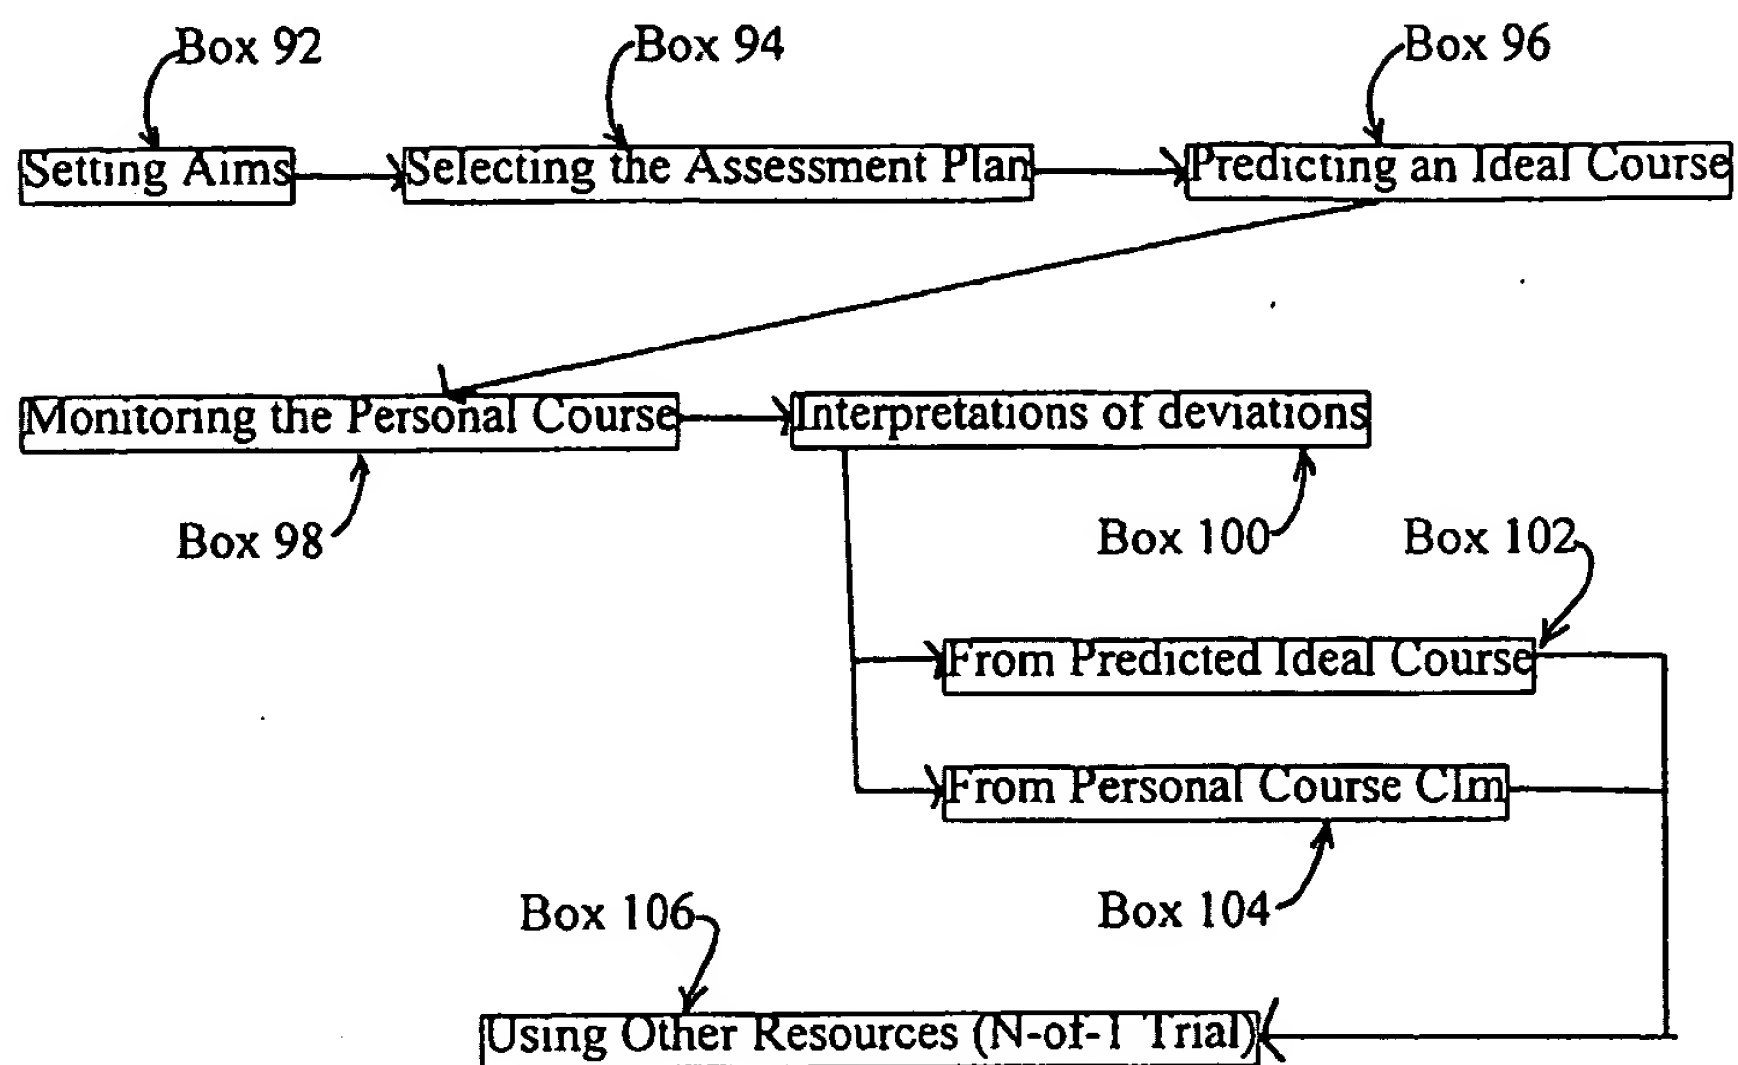 Box 92
Box 94
Box 96
Setting Aims
Selecting the Assessment Plan
Predicting an Ideal Course
Monitoring the Personal Course
Interpretations of deviations
Box 98
Box 100
Box 102
From Predicted Ideal Course
From Personal Course CIm
Box 106
Box 104
Using Other Resources (N-of-1 Trial)